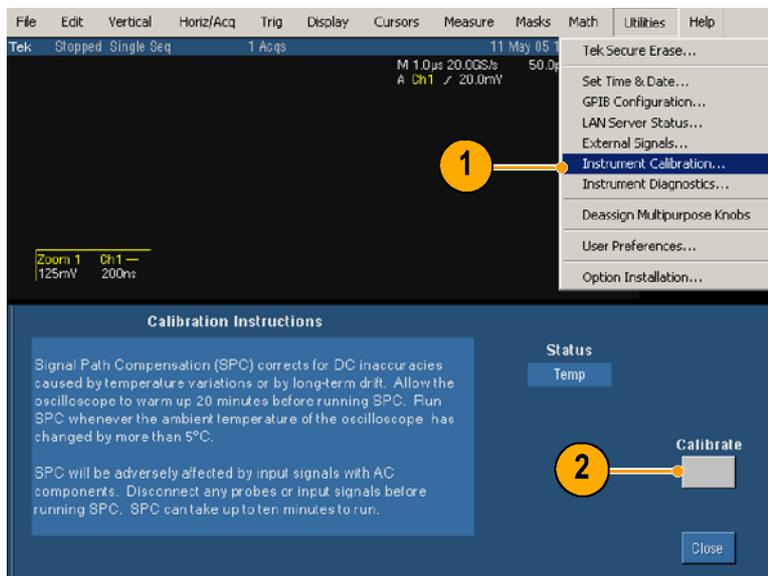 File Edit Vertical Horiz/Acq Trig Display Cursors Measure Masks Math Utilities Help
Tek Stopped Single Seq 1 Acqs 11 May 05 1
M 1.0µs 20.0GS/s 50.0p
A Ch1 / 20.0mV
Tek Secure Erase...
Set Time & Date...
GPIB Configuration...
LAN Server Status...
External Signals...
1
Instrument Calibration...
Instrument Diagnostics...
Deassign Multipurpose Knobs
User Preferences...
Option Installation...
Zoom 1 Ch1 —
125mV 200ns
Calibration Instructions
Signal Path Compensation (SPC) corrects for DC inaccuracies
caused by temperature variations or by long-term drift. Allow the
oscilloscope to warm up 20 minutes before running SPC. Run
SPC whenever the ambient temperature of the oscilloscope has
changed by more than 5°C.
SPC will be adversely affected by input signals with AC
components. Disconnect any probes or input signals before
running SPC. SPC can take up to ten minutes to run.
Status
Temp
Calibrate
2
Close